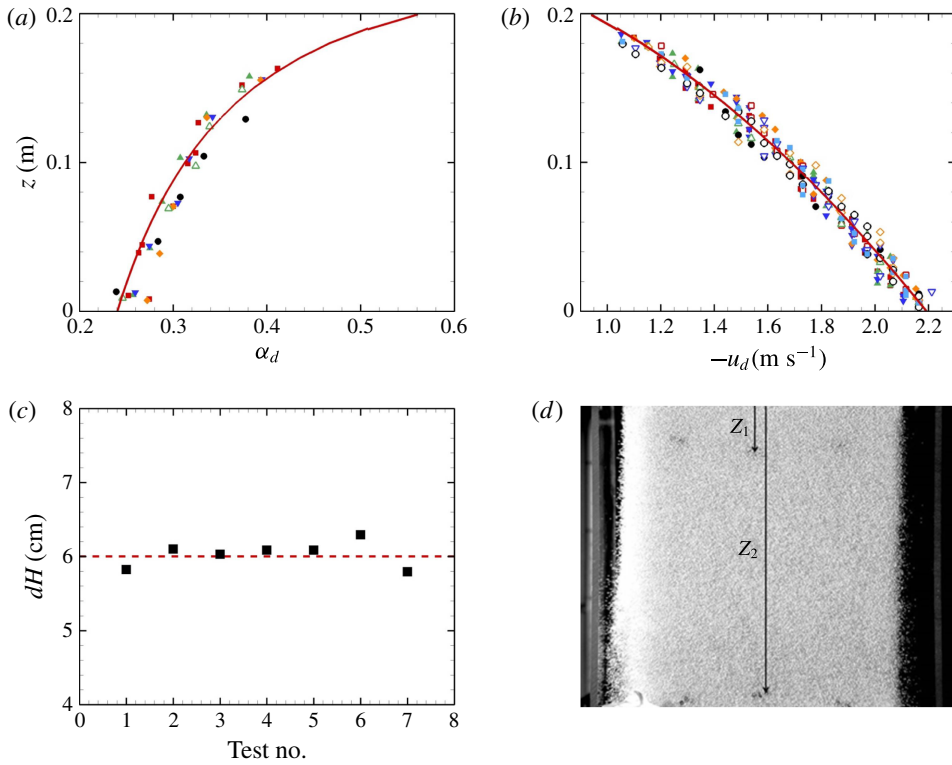 (a)
0.2
0.1
0
z (m)
0.2 0.3 0.4 0.5 0.6
α_d
(b)
0.2
0.1
0
1.0 1.2 1.4 1.6 1.8 2.0 2.2
−u_d (m s⁻¹)
(c)
8
7
6
5
4
dH (cm)
0 1 2 3 4 5 6 7 8
Test no.
(d)
Z₁
Z₂